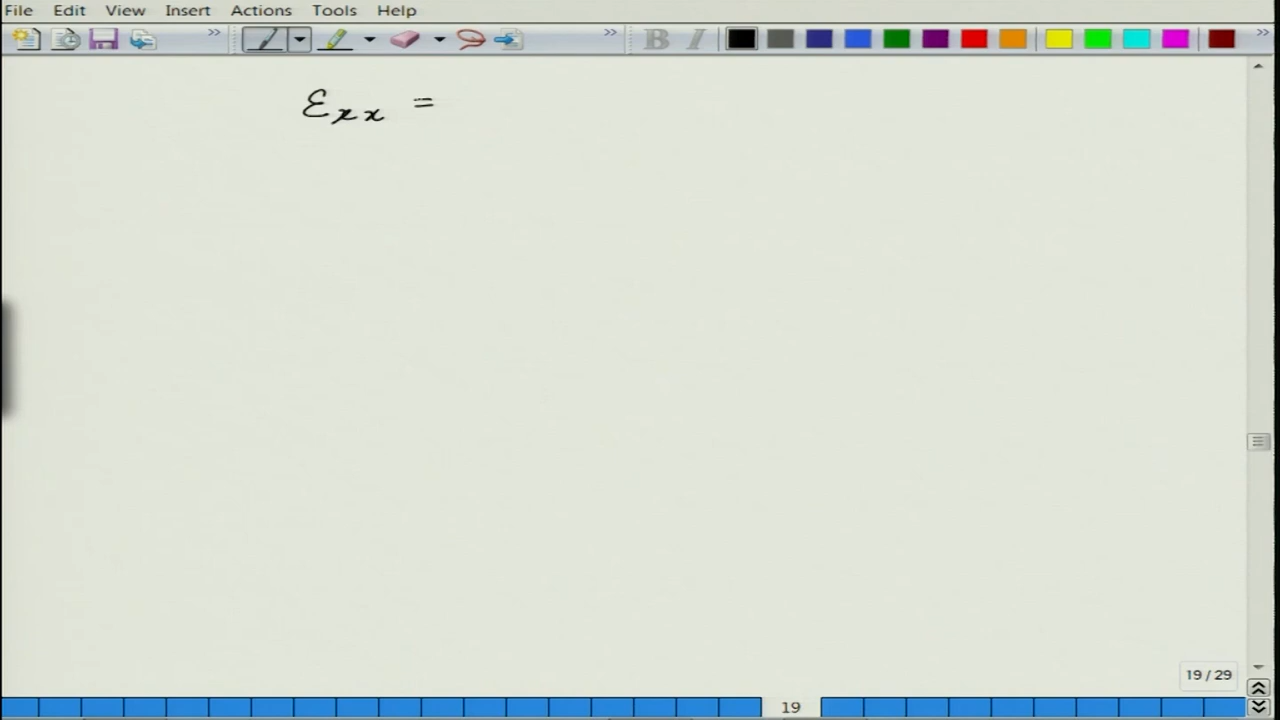 File Edit View Insert Actions Tools Help
B I
εxx =
19 / 29
19